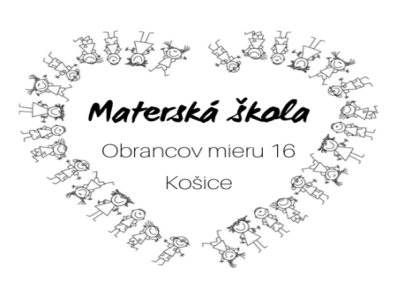 Materská škola
Obrancov mieru 16
Košice